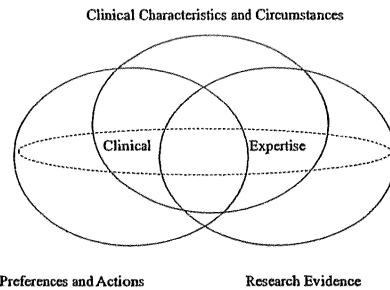 Clinical Characteristics and Circumstances
Clinical Expertise
Preferences and Actions Research Evidence